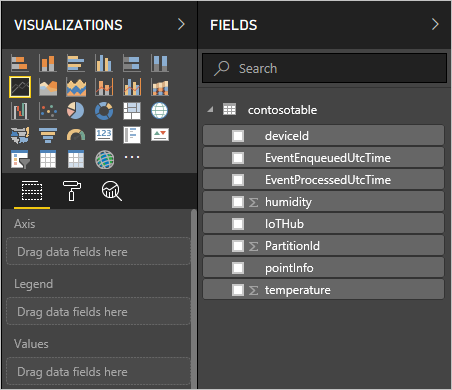 VISUALIZATIONS
123
...
Axis
Drag data fields here
Legend
Drag data fields here
Values
Drag data fields here
FIELDS
Search
contosotable
deviceId
EventEnqueuedUtcTime
EventProcessedUtcTime
Σ humidity
IoTHub
Σ PartitionId
pointInfo
Σ temperature